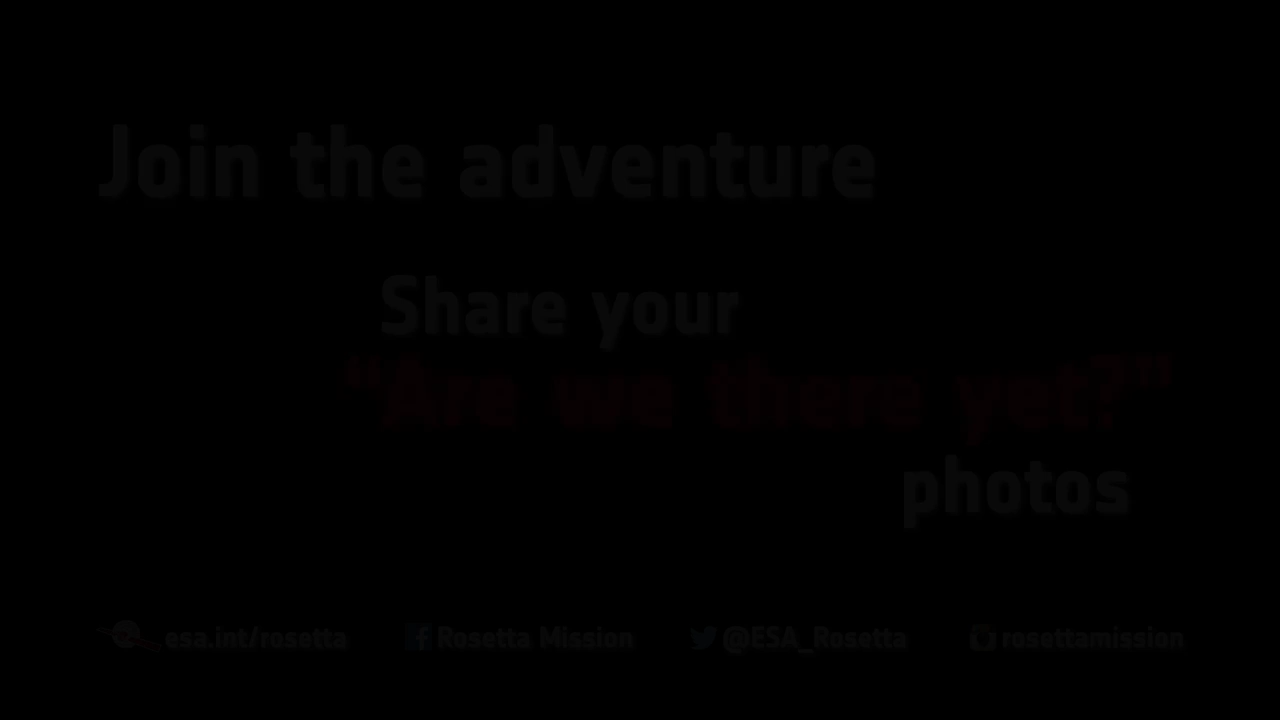 Join the adventure
Share your
“Are we there yet?”
photos
esa.int/rosetta Rosetta Mission @ESA_Rosetta rosettamission